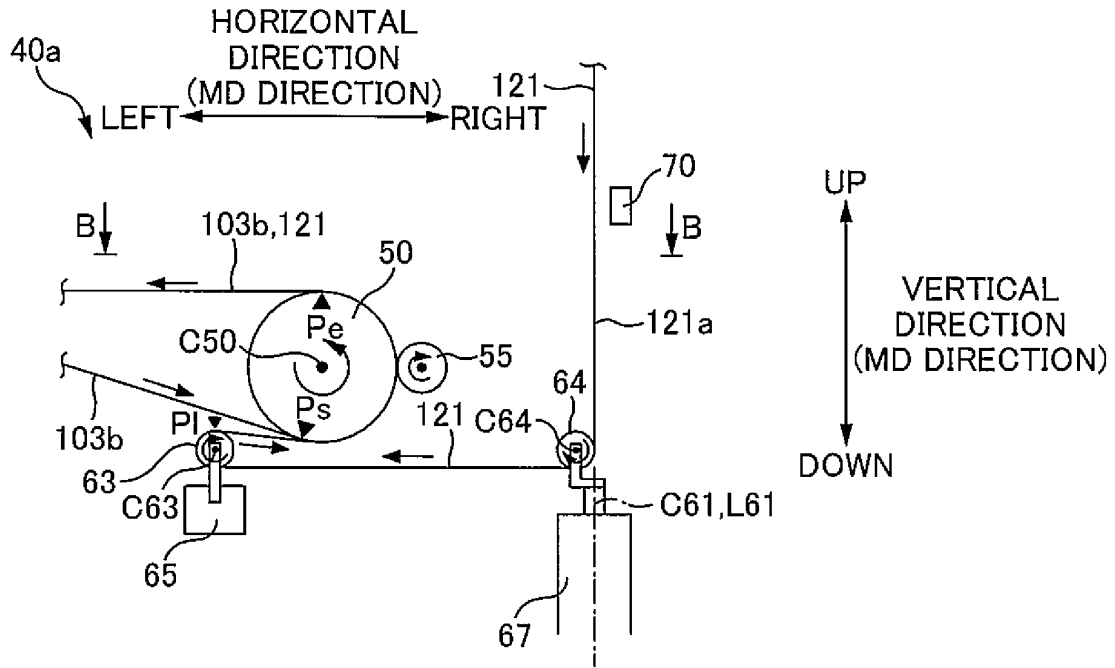 HORIZONTAL
DIRECTION
(MD DIRECTION)
40a
LEFT
RIGHT
121
70
UP
B
103b,121
50
B
VERTICAL
DIRECTION
(MD DIRECTION)
Pe
121a
C50
55
Ps
64
Pl
121
C64
103b
63
DOWN
C63
C61,L61
65
67